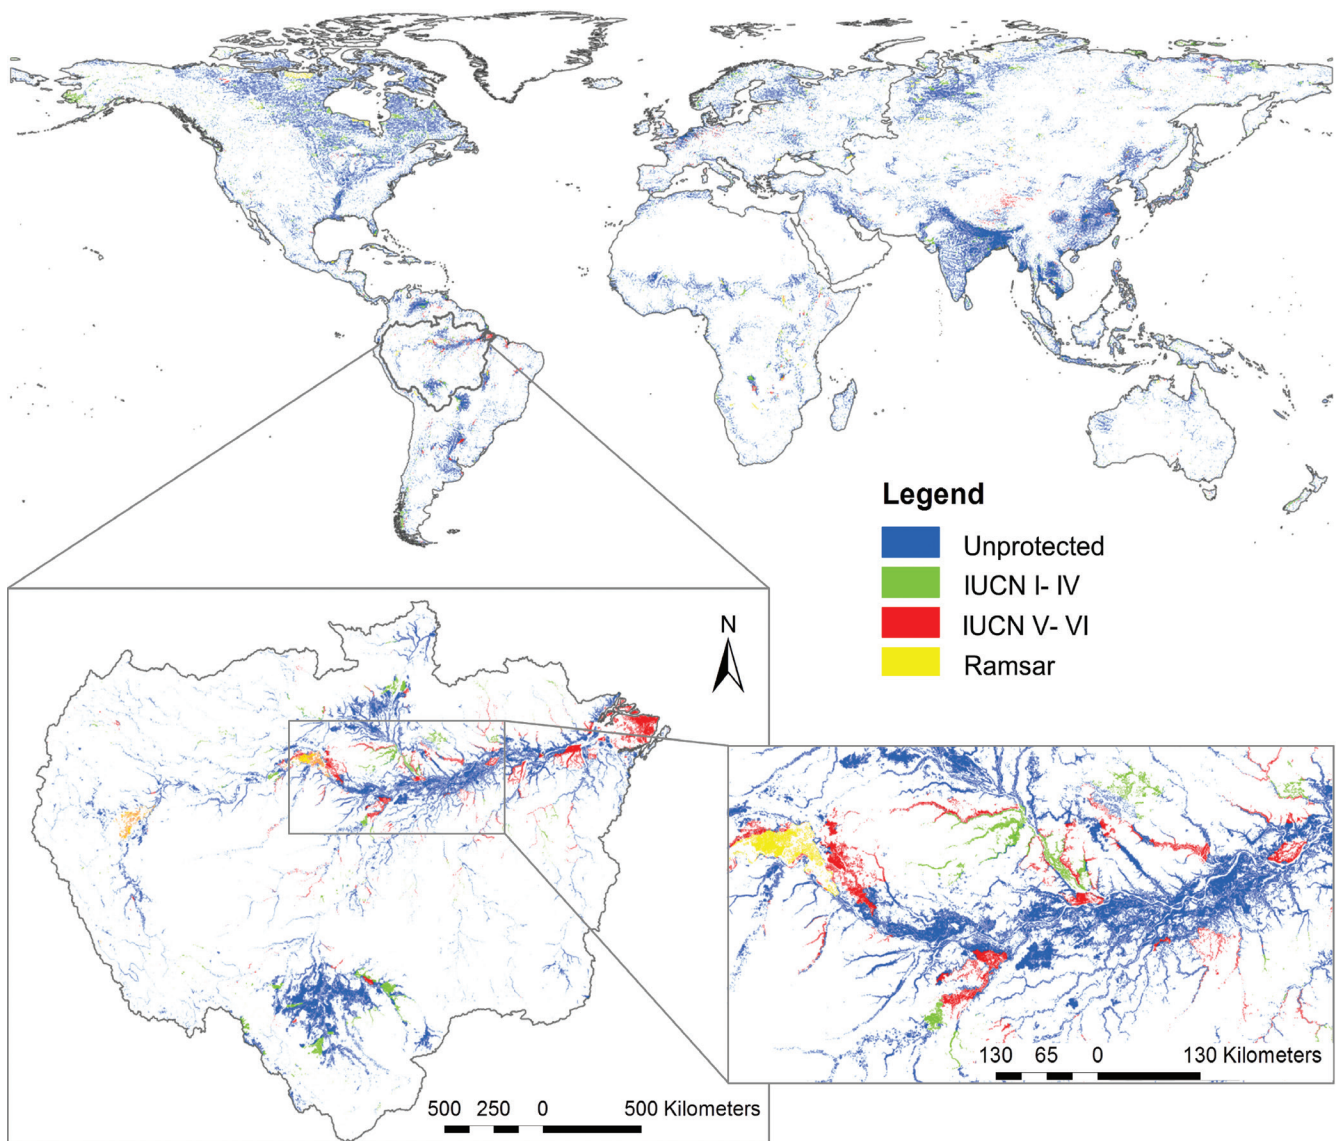 Legend
Unprotected
IUCN I- IV
IUCN V- VI
Ramsar
N
130 65 0 130 Kilometers
500 250 0 500 Kilometers